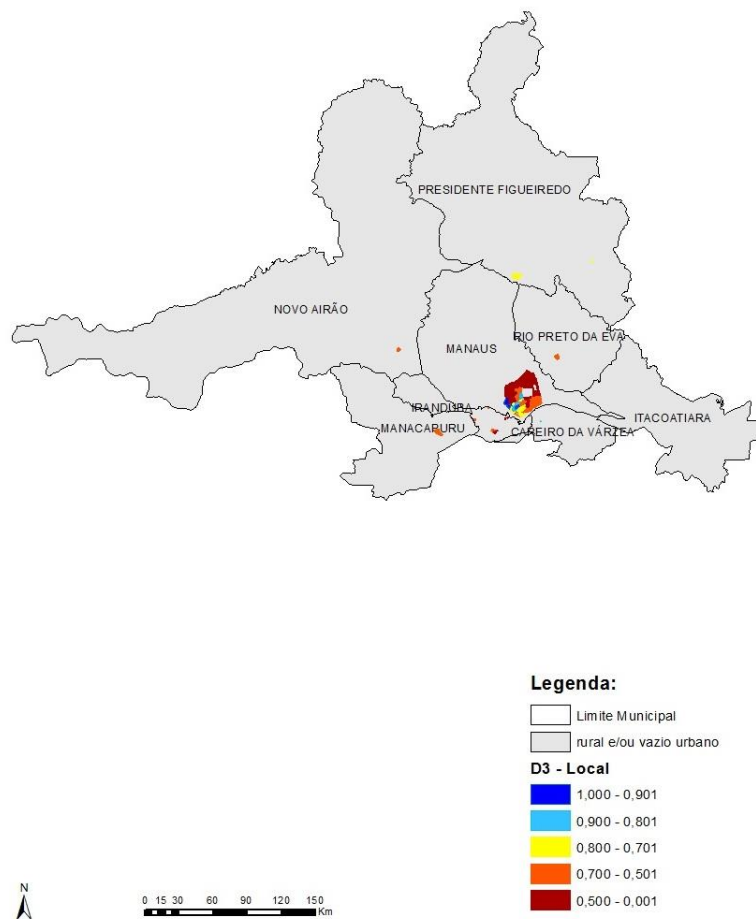 PRESIDENTE FIGUEIREDO
NOVO AIRÃO
RIO PRETO DA EVA
MANAUS
IRANDUBA
ITACOATIARA
MANACAPURU
CAREIRO DA VÁRZEA
Legenda:
Limite Municipal
rural e/ou vazio urbano
D3 - Local
1,000 - 0,901
0,900 - 0,801
0,800 - 0,701
0,700 - 0,501
0,500 - 0,001
N
0 15 30 60 90 120 150
Km